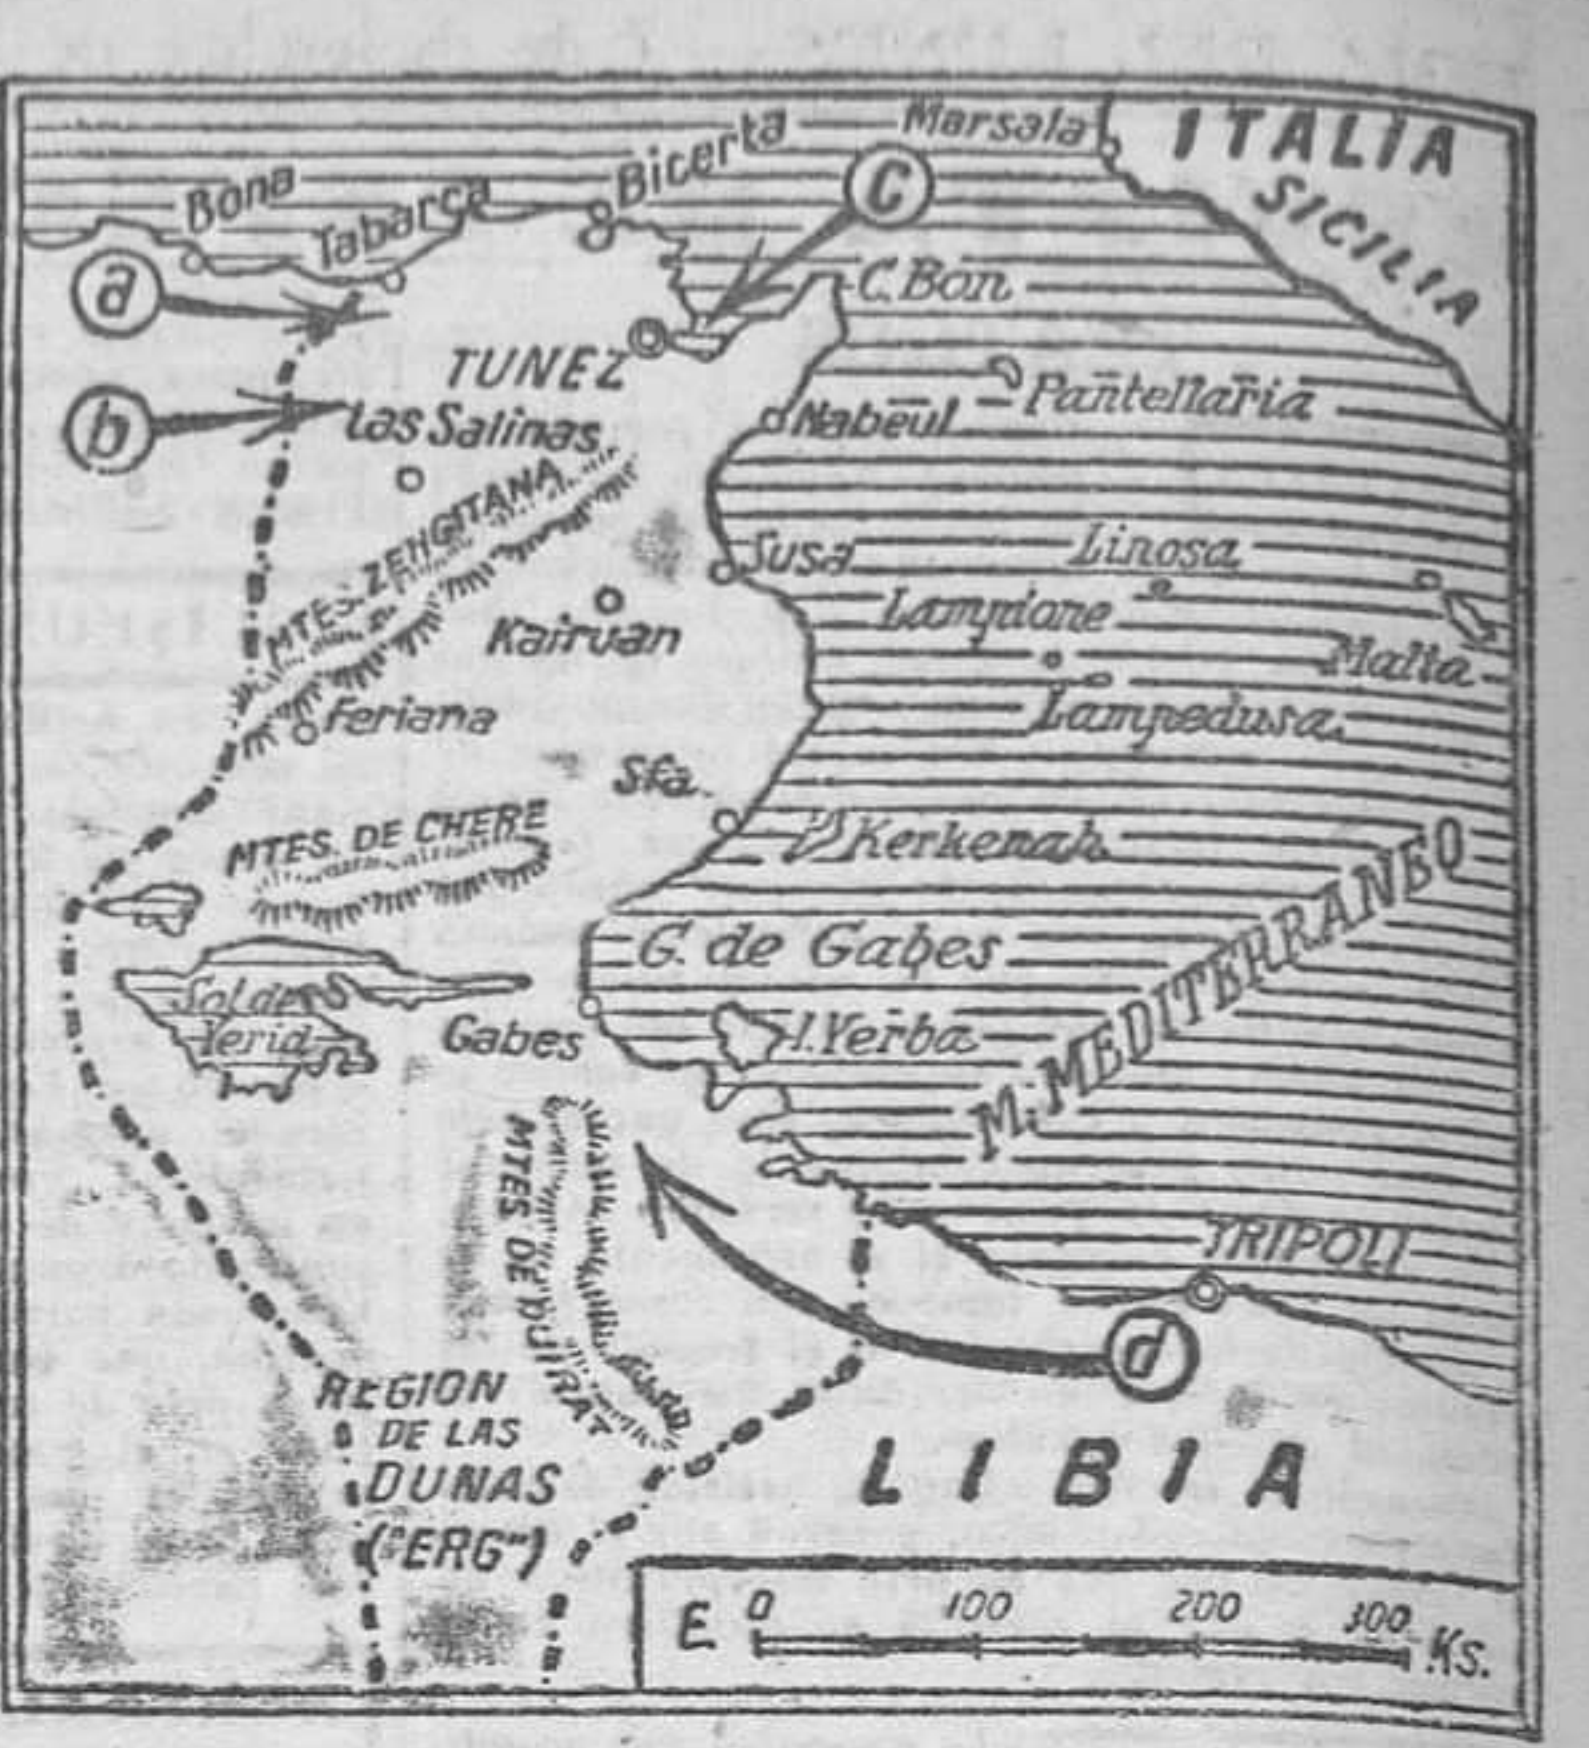 ITALIA
SICILIA
Marsala
Bicerta
Bona
Tabarca
C
a
C. Bon
TUNEZ
b
Las Salinas
Nabeul
Pantellaria
MTES. ZENGITANA
Susa
Linosa
Lampione
Kairuan
Malta
Feriana
Lampedusa
Sfa
MTES. DE CHERE
Kerkenah
M. MEDITERRANEO
G. de Gabes
Yerid
Gabes
I. Yerba
MTES DE DUIRAT
TRIPOLI
d
REGION
DE LAS
DUNAS
("ERG")
LIBIA
E 0 100 200 300 Ks.